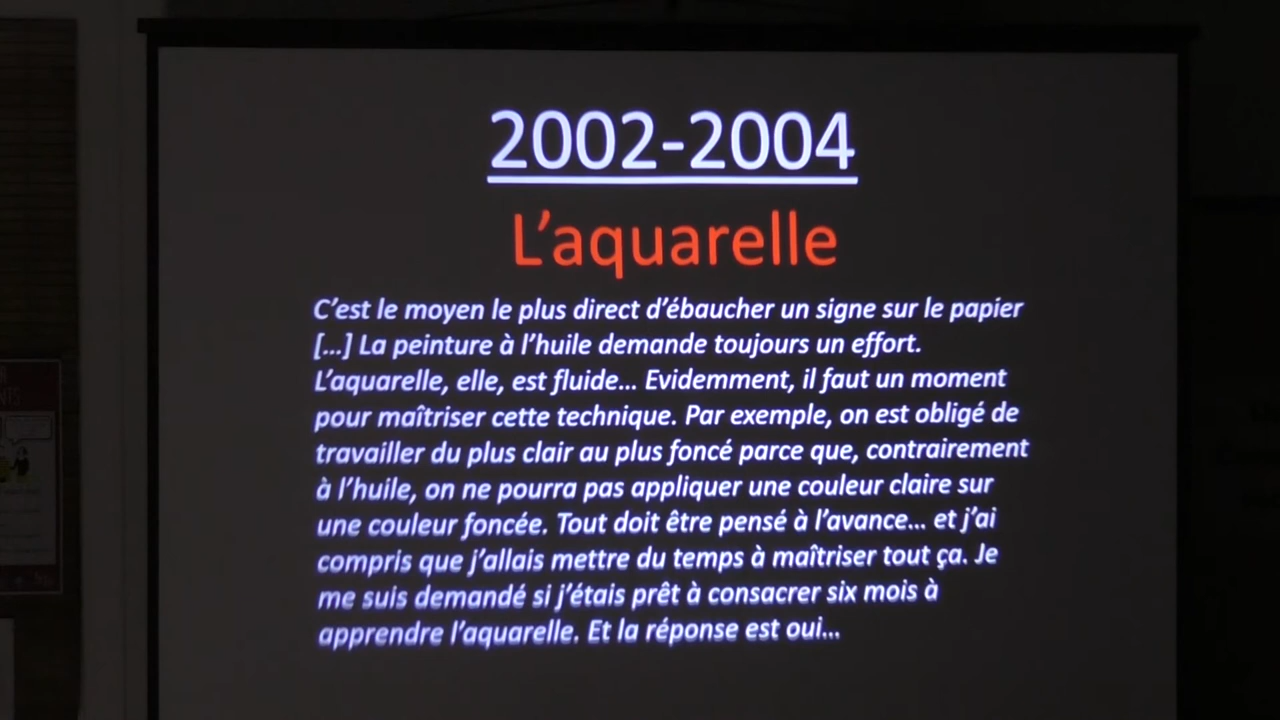 2002-2004
L’aquarelle
C’est le moyen le plus direct d’ébaucher un signe sur le papier
[…] La peinture à l’huile demande toujours un effort.
L’aquarelle, elle, est fluide… Evidemment, il faut un moment
pour maîtriser cette technique. Par exemple, on est obligé de
travailler du plus clair au plus foncé parce que, contrairement
à l’huile, on ne pourra pas appliquer une couleur claire sur
une couleur foncée. Tout doit être pensé à l’avance… et j’ai
compris que j’allais mettre du temps à maîtriser tout ça. Je
me suis demandé si j’étais prêt à consacrer six mois à
apprendre l’aquarelle. Et la réponse est oui…